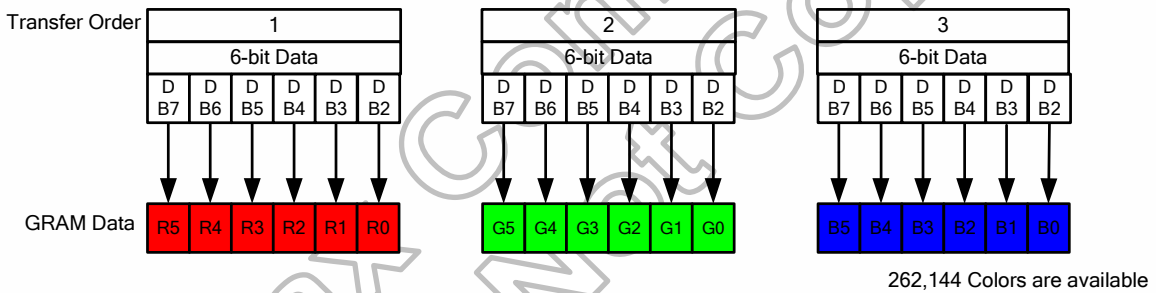 Transfer Order 1 2 3
6-bit Data 6-bit Data 6-bit Data
D D D D D D D D D D D D D D D D D D
B7 B6 B5 B4 B3 B2 B7 B6 B5 B4 B3 B2 B7 B6 B5 B4 B3 B2
GRAM Data R5 R4 R3 R2 R1 R0 G5 G4 G3 G2 G1 G0 B5 B4 B3 B2 B1 B0
262,144 Colors are available